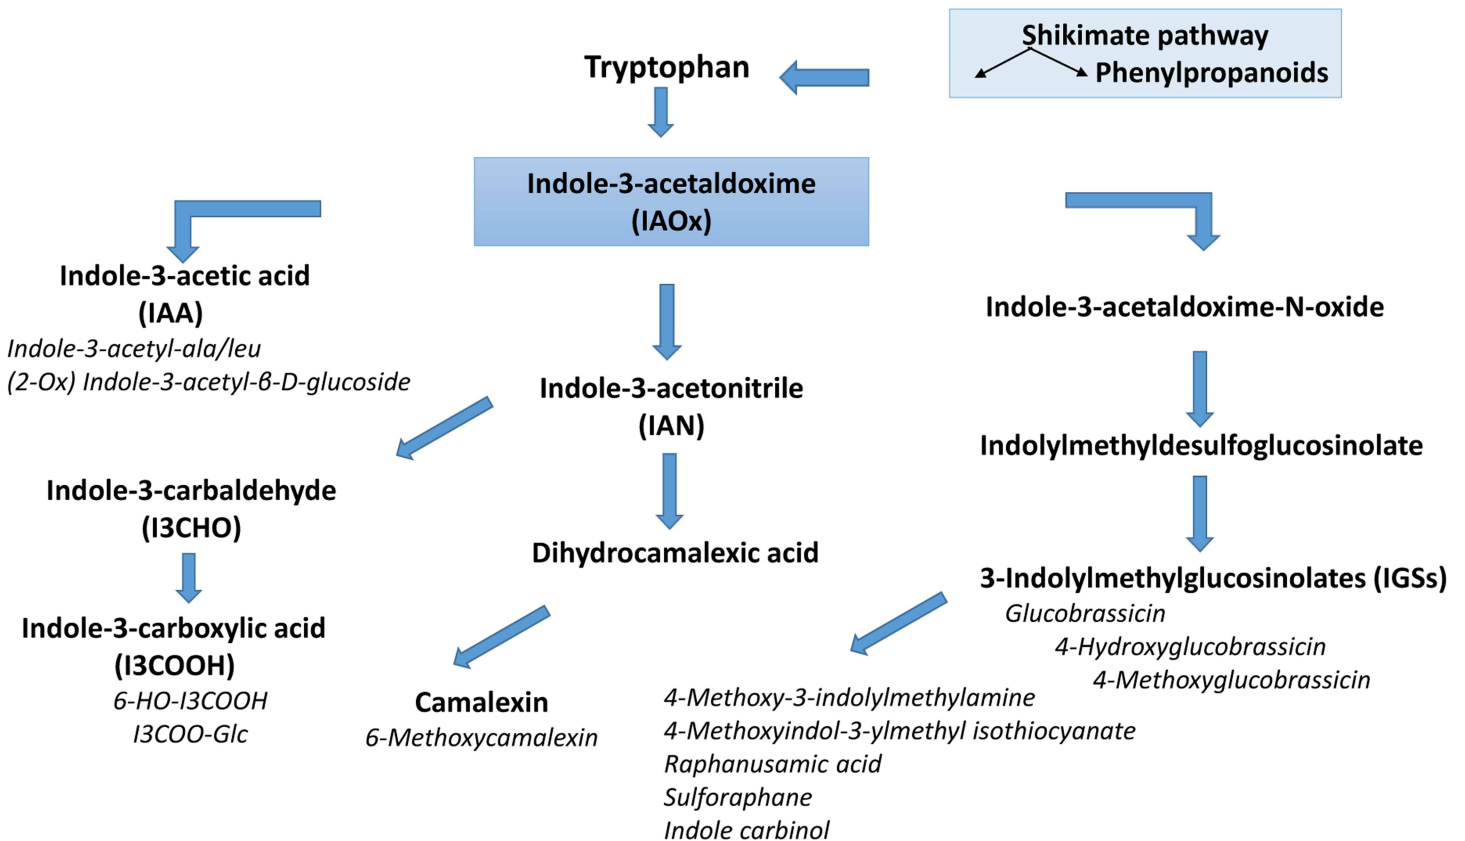 Shikimate pathway
Phenylpropanoids
Tryptophan
Indole-3-acetaldoxime
(IAOx)
Indole-3-acetic acid
(IAA)
Indole-3-acetyl-ala/leu
(2-Ox) Indole-3-acetyl-β-D-glucoside
Indole-3-acetonitrile
(IAN)
Indole-3-carbaldehyde
(I3CHO)
Indole-3-carboxylic acid
(I3COOH)
6-HO-I3COOH
I3COO-Glc
Dihydrocamalexic acid
Camalexin
6-Methoxycamalexin
Indole-3-acetaldoxime-N-oxide
Indolylmethyldesulfoglucosinolate
3-Indolylmethylglucosinolates (IGSs)
Glucobrassicin
4-Hydroxyglucobrassicin
4-Methoxyglucobrassicin
4-Methoxy-3-indolylmethylamine
4-Methoxyindol-3-ylmethyl isothiocyanate
Raphanusamic acid
Sulforaphane
Indole carbinol